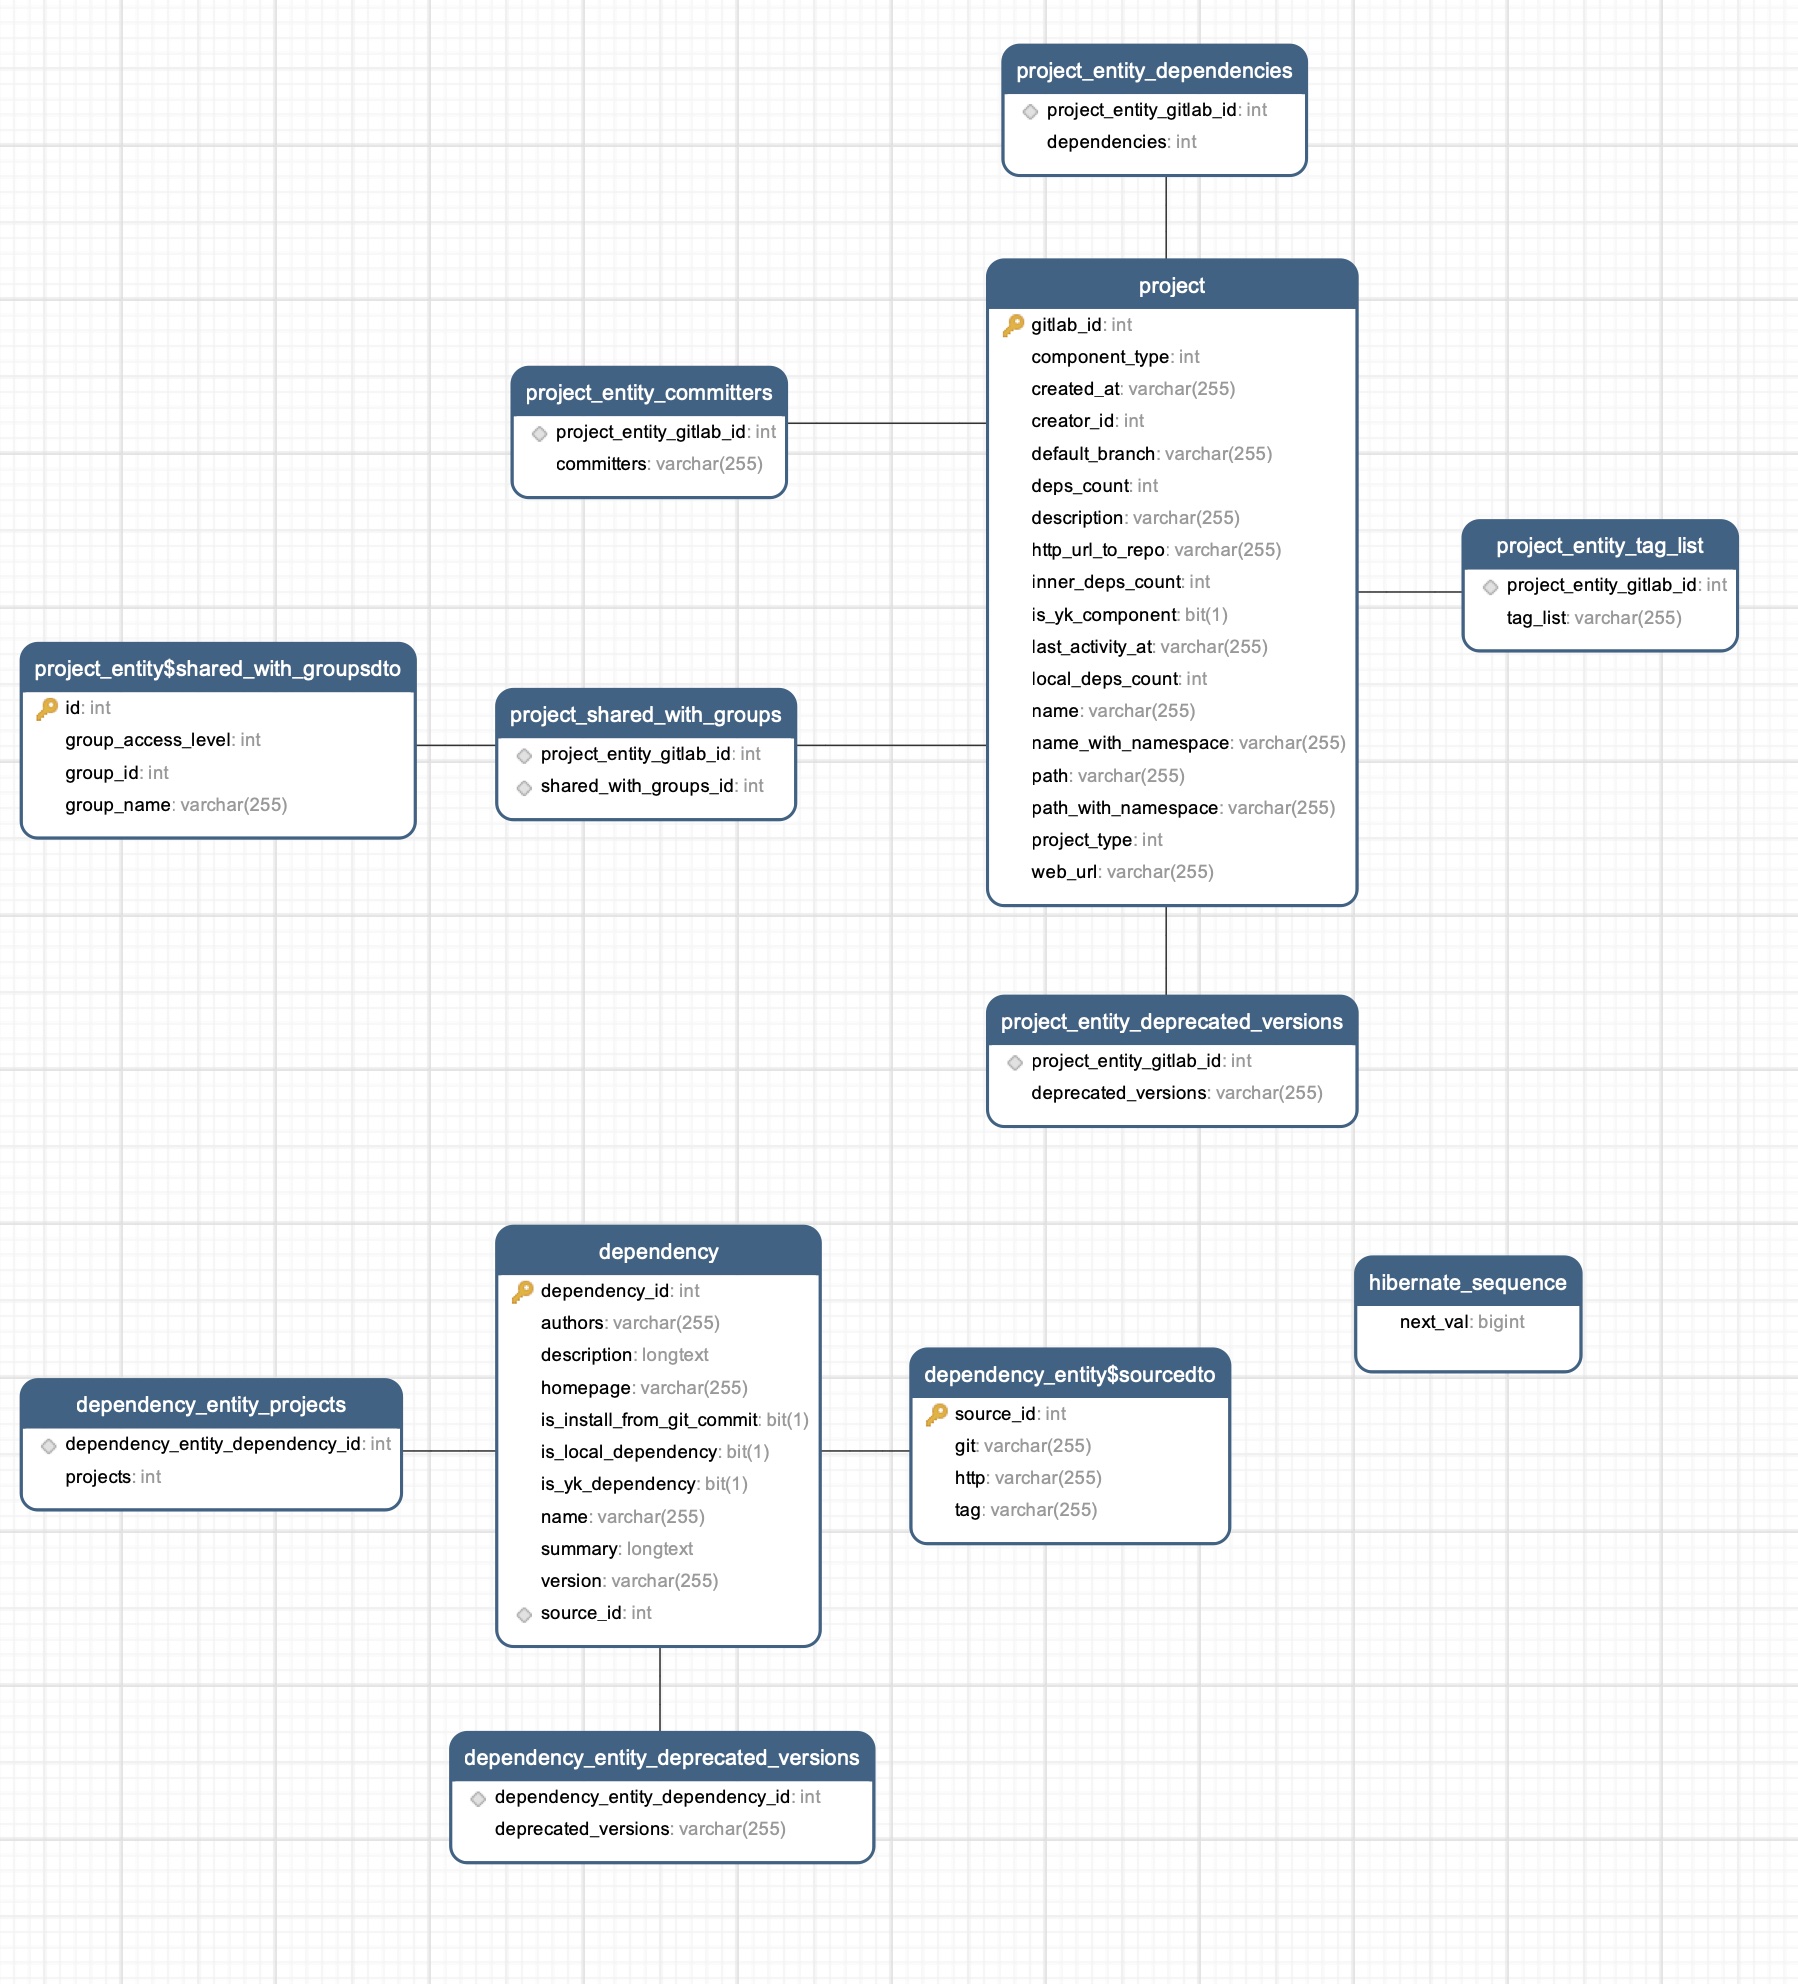 project_entity_dependencies
project_entity_gitlab_id: int
dependencies: int
project
gitlab_id: int
component_type: int
created_at: varchar(255)
creator_id: int
default_branch: varchar(255)
deps_count: int
description: varchar(255)
http_url_to_repo: varchar(255)
inner_deps_count: int
is_yk_component: bit(1)
last_activity_at: varchar(255)
local_deps_count: int
name: varchar(255)
name_with_namespace: varchar(255)
path: varchar(255)
path_with_namespace: varchar(255)
project_type: int
web_url: varchar(255)
project_entity_committers
project_entity_gitlab_id: int
committers: varchar(255)
project_entity_tag_list
project_entity_gitlab_id: int
tag_list: varchar(255)
project_entity$shared_with_groupsdto
id: int
group_access_level: int
group_id: int
group_name: varchar(255)
project_shared_with_groups
project_entity_gitlab_id: int
shared_with_groups_id: int
project_entity_deprecated_versions
project_entity_gitlab_id: int
deprecated_versions: varchar(255)
dependency
dependency_id: int
authors: varchar(255)
description: longtext
homepage: varchar(255)
is_install_from_git_commit: bit(1)
is_local_dependency: bit(1)
is_yk_dependency: bit(1)
name: varchar(255)
summary: longtext
version: varchar(255)
source_id: int
hibernate_sequence
next_val: bigint
dependency_entity$sourcedto
source_id: int
git: varchar(255)
http: varchar(255)
tag: varchar(255)
dependency_entity_projects
dependency_entity_dependency_id: int
projects: int
dependency_entity_deprecated_versions
dependency_entity_dependency_id: int
deprecated_versions: varchar(255)